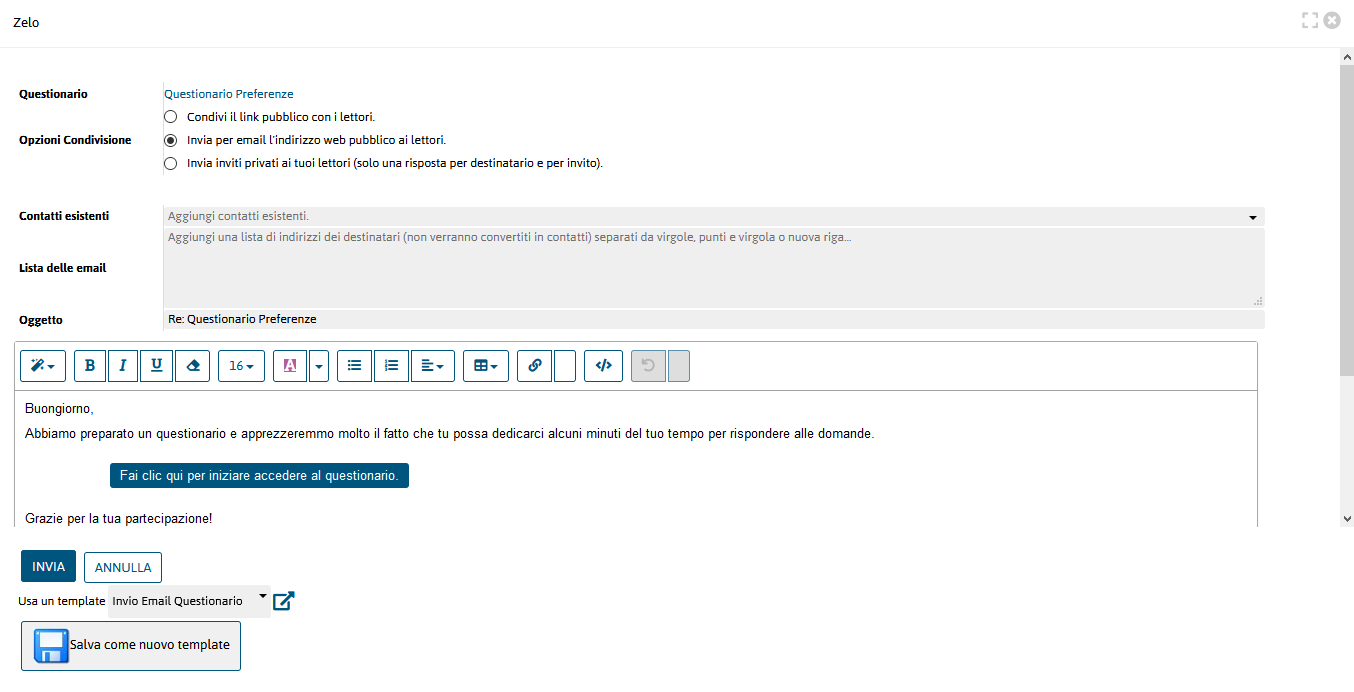 Zelo
Questionario Questionario Preferenze
Condivi il link pubblico con i lettori.
Opzioni Condivisione Invia per email l'indirizzo web pubblico ai lettori.
Invia inviti privati ai tuoi lettori (solo una risposta per destinatario e per invito).
Contatti esistenti Aggiungi contatti esistenti.
Aggiungi una lista di indirizzi dei destinatari (non verranno convertiti in contatti) separati da virgole, punti e virgola o nuova riga...
Lista delle email
Oggetto Re: Questionario Preferenze
B I U 16 A
Buongiorno,
Abbiamo preparato un questionario e apprezzeremmo molto il fatto che tu possa dedicarci alcuni minuti del tuo tempo per rispondere alle domande.
Fai clic qui per iniziare accedere al questionario.
Grazie per la tua partecipazione!
INVIA ANNULLA
Usa un template Invio Email Questionario
Salva come nuovo template